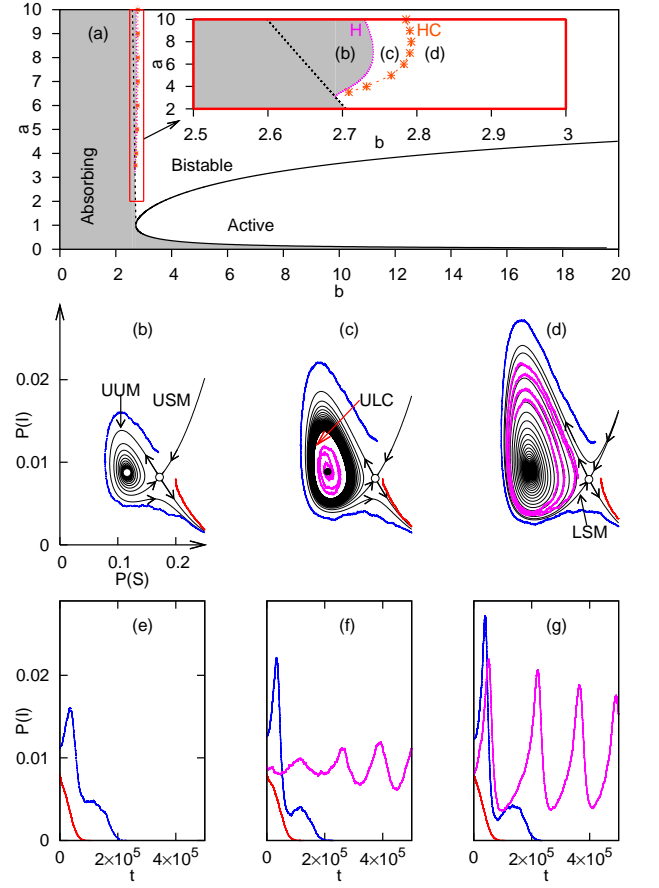 (a)
a
10
9
8
7
6
5
4
3
2
1
0
Absorbing
Bistable
Active
0 2 4 6 8 10 12 14 16 18 20
b
a
10
8
6
4
2
H
HC
(b) (c) (d)
2.5 2.6 2.7 2.8 2.9 3
b
(b) (c) (d)
P(I)
0.02
0.01
0
UUM
USM
ULC
LSM
0 0.1 0.2
P(S)
(e) (f) (g)
P(I)
0.02
0.01
0
0 2×10⁵ 4×10⁵ 0 2×10⁵ 4×10⁵ 0 2×10⁵ 4×10⁵
t t t